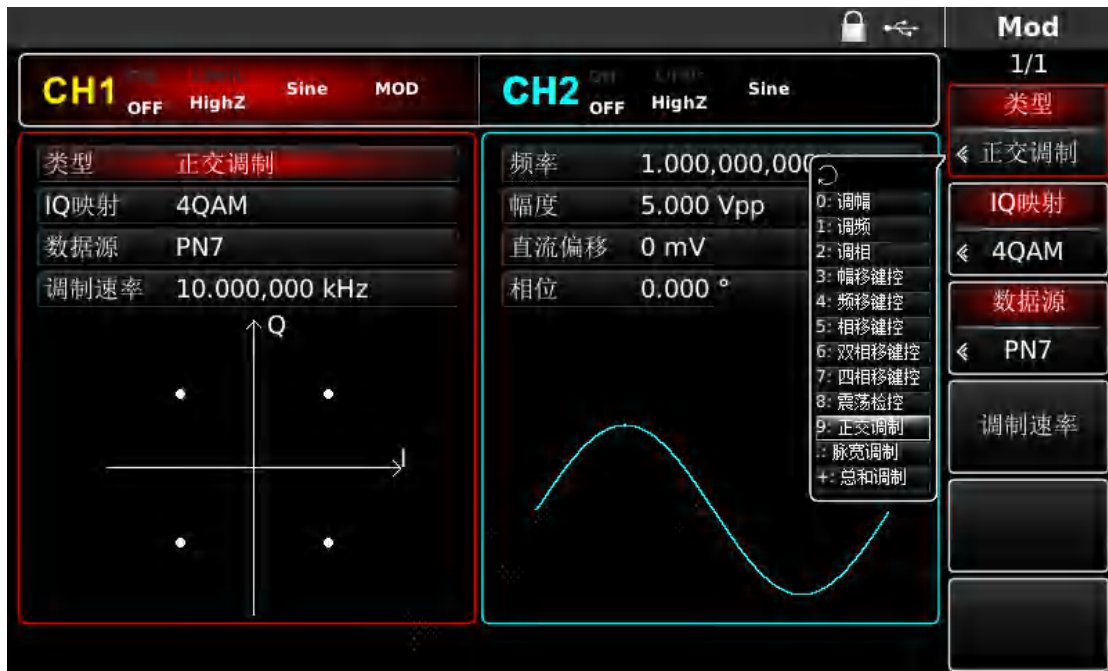 Mod
1/1
CH1 OFF HighZ Sine MOD
CH2 OFF HighZ Sine
类型 正交调制
IQ映射 4QAM
数据源 PN7
调制速率 10.000,000 kHz
Q
I
频率 1.000,000,000
幅度 5.000 Vpp
直流偏移 0 mV
相位 0.000 °
0: 调幅
1: 调频
2: 调相
3: 幅移键控
4: 频移键控
5: 相移键控
6: 双相移键控
7: 四相移键控
8: 震荡检控
9: 正交调制
.: 脉宽调制
+: 总和调制
类型
正交调制
IQ映射
4QAM
数据源
PN7
调制速率